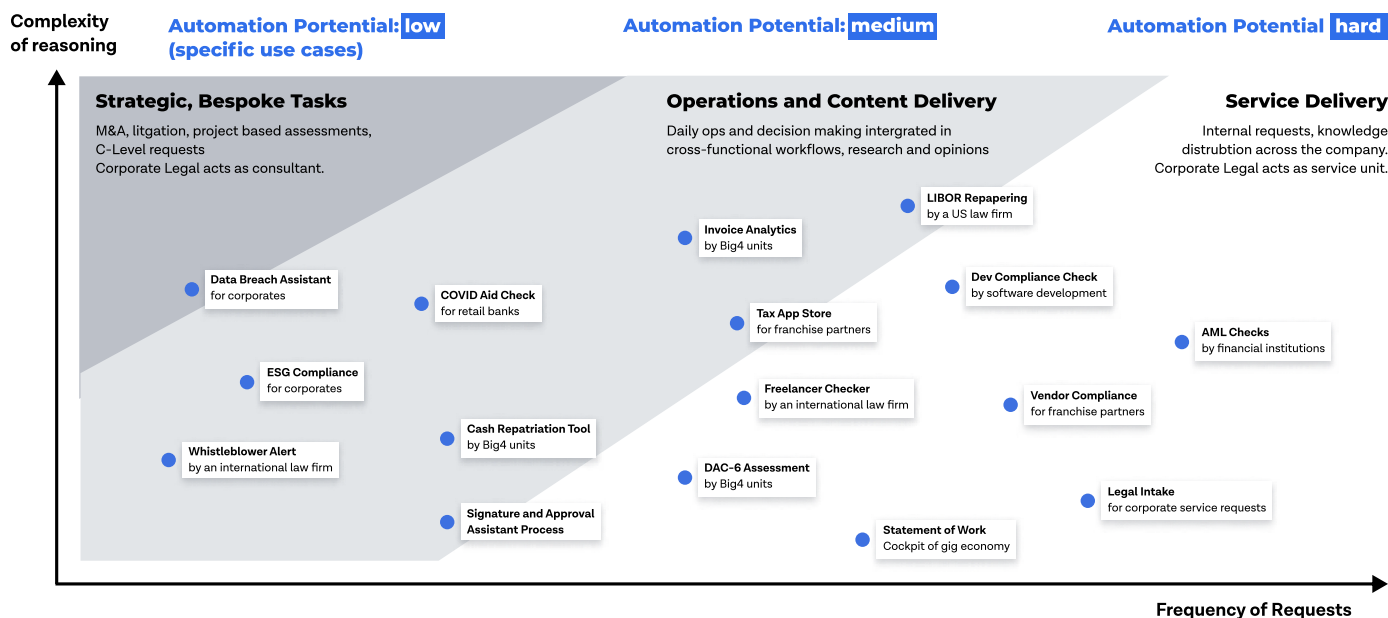 Complexity
of reasoning
Automation Portential: low
(specific use cases)
Automation Potential: medium
Automation Potential hard
Strategic, Bespoke Tasks
M&A, litgation, project based assessments,
C-Level requests
Corporate Legal acts as consultant.
Operations and Content Delivery
Daily ops and decision making intergrated in
cross-functional workflows, research and opinions
Service Delivery
Internal requests, knowledge
distrubtion across the company.
Corporate Legal acts as service unit.
LIBOR Repapering
by a US law firm
Invoice Analytics
by Big4 units
Data Breach Assistant
for corporates
COVID Aid Check
for retail banks
Dev Compliance Check
by software development
Tax App Store
for franchise partners
AML Checks
by financial institutions
ESG Compliance
for corporates
Freelancer Checker
by an international law firm
Vendor Compliance
for franchise partners
Cash Repatriation Tool
by Big4 units
Whistleblower Alert
by an international law firm
DAC-6 Assessment
by Big4 units
Legal Intake
for corporate service requests
Signature and Approval
Assistant Process
Statement of Work
Cockpit of gig economy
Frequency of Requests